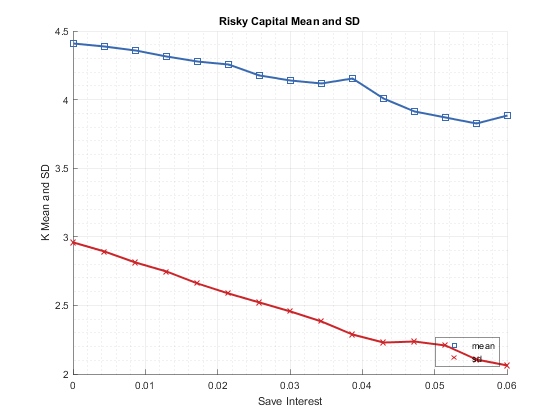 Risky Capital Mean and SD
4.5
4
3.5
3
2.5
2
K Mean and SD
0
0.01
0.02
0.03
0.04
0.05
0.06
Save Interest
mean
sd